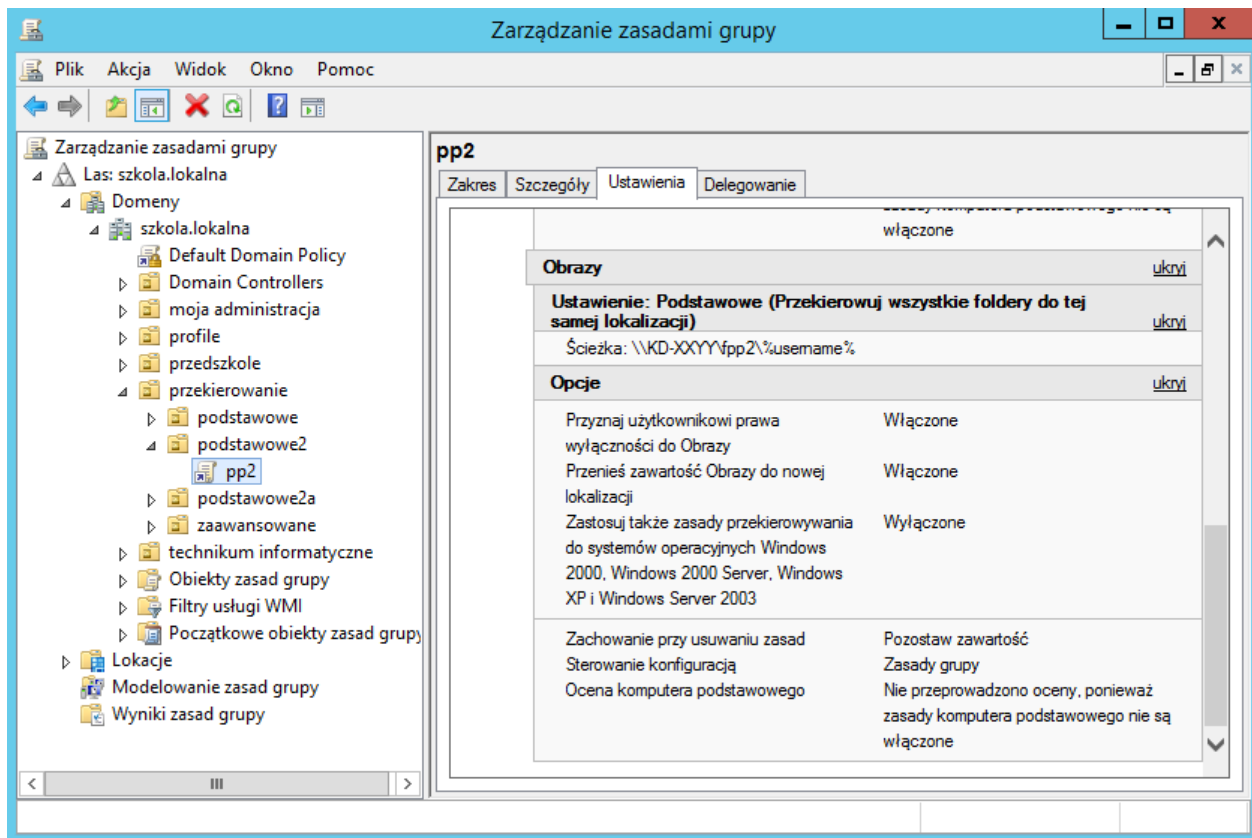 Zarządzanie zasadami grupy
Plik Akcja Widok Okno Pomoc
Zarządzanie zasadami grupy
Las: szkola.lokalna
Domeny
szkola.lokalna
Default Domain Policy
Domain Controllers
moja administracja
profile
przedszkole
przekierowanie
podstawowe
podstawowe2
pp2
podstawowe2a
zaawansowane
technikum informatyczne
Obiekty zasad grupy
Filtry usługi WMI
Początkowe obiekty zasad grupy
Lokacje
Modelowanie zasad grupy
Wyniki zasad grupy
pp2
Zakres Szczegóły Ustawienia Delegowanie
zasady komputera podstawowego nie są
włączone
Obrazy ukryj
Ustawienie: Podstawowe (Przekierowuj wszystkie foldery do tej
samej lokalizacji) ukryj
Ścieżka: \\KD-XXYY\fpp2\%username%
Opcje ukryj
Przyznaj użytkownikowi prawa Włączone
wyłączności do Obrazy
Przenieś zawartość Obrazy do nowej Włączone
lokalizacji
Zastosuj także zasady przekierowywania Wyłączone
do systemów operacyjnych Windows
2000, Windows 2000 Server, Windows
XP i Windows Server 2003
Zachowanie przy usuwaniu zasad Pozostaw zawartość
Sterowanie konfiguracją Zasady grupy
Ocena komputera podstawowego Nie przeprowadzono oceny, ponieważ
zasady komputera podstawowego nie są
włączone